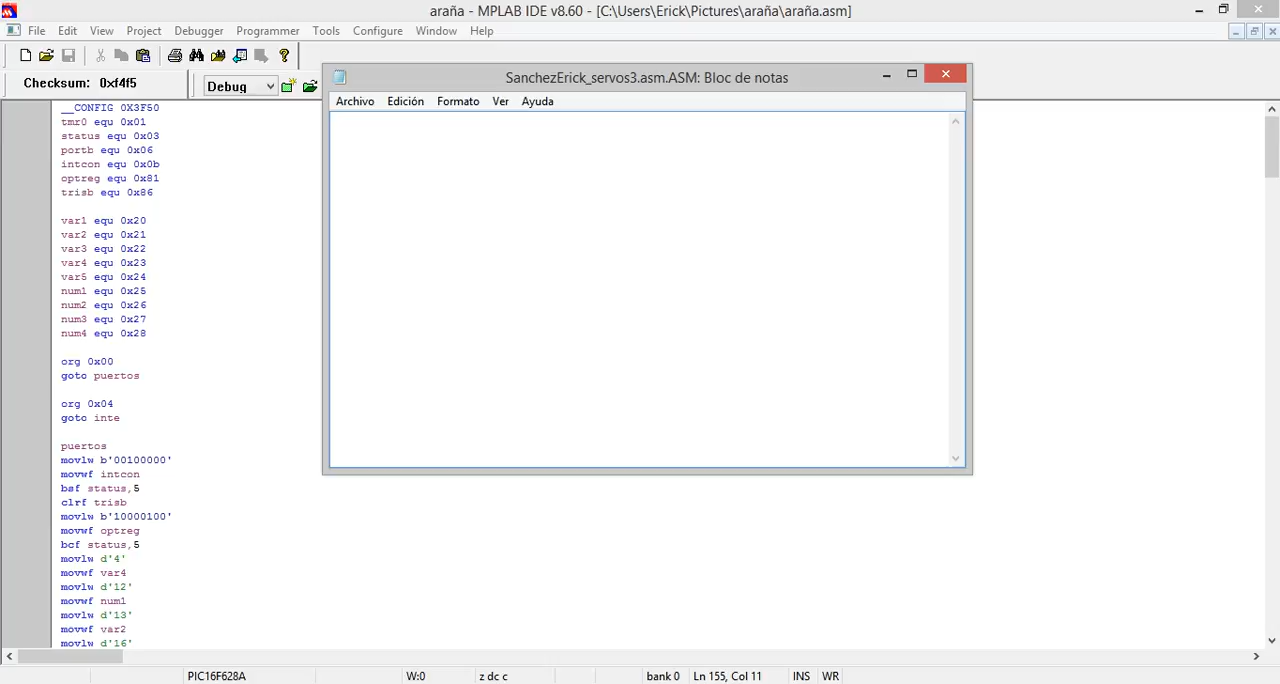 araña - MPLAB IDE v8.60 - [C:\Users\Erick\Pictures\araña\araña.asm]
File Edit View Project Debugger Programmer Tools Configure Window Help
Checksum: 0xf4f5
Debug
SanchezErick_servos3.asm.ASM: Bloc de notas
Archivo Edición Formato Ver Ayuda
__CONFIG 0X3F50
tmr0 equ 0x01
status equ 0x03
portb equ 0x06
intcon equ 0x0b
optreg equ 0x81
trisb equ 0x86
var1 equ 0x20
var2 equ 0x21
var3 equ 0x22
var4 equ 0x23
var5 equ 0x24
num1 equ 0x25
num2 equ 0x26
num3 equ 0x27
num4 equ 0x28
org 0x00
goto puertos
org 0x04
goto inte
puertos
movlw b'00100000'
movwf intcon
bsf status,5
clrf trisb
movlw b'10000100'
movwf optreg
bcf status,5
movlw d'4'
movwf var4
movlw d'12'
movwf num1
movlw d'13'
movwf var2
movlw d'16'
PIC16F628A W:0 z dc c bank 0 Ln 155, Col 11 INS WR